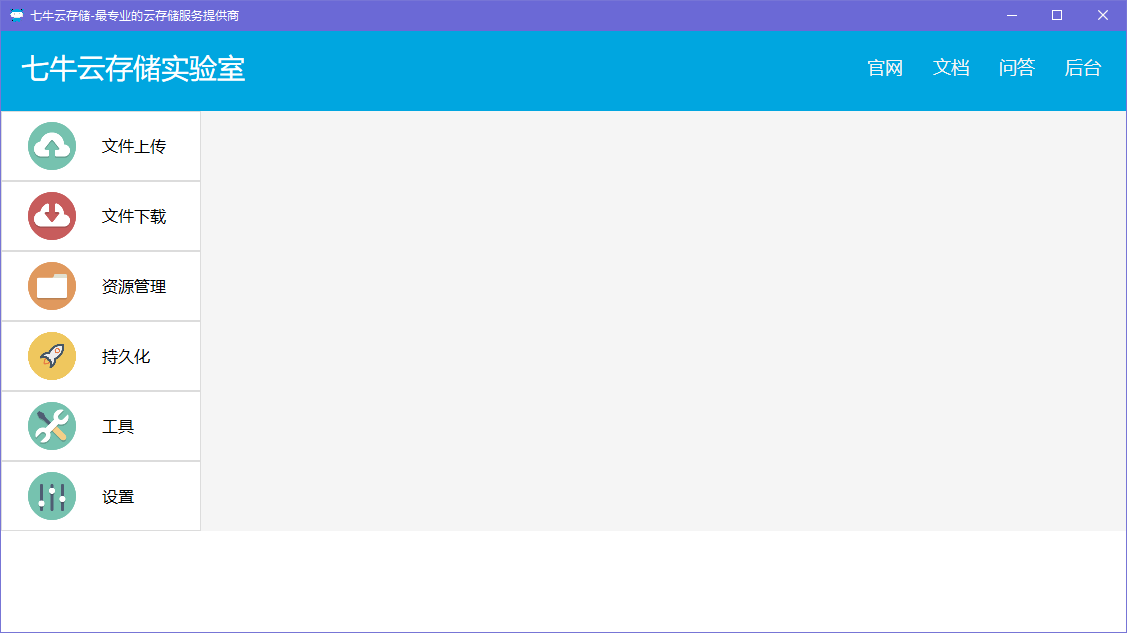 七牛云存储-最专业的云存储服务提供商
七牛云存储实验室
官网 文档 问答 后台
文件上传
文件下载
资源管理
持久化
工具
设置